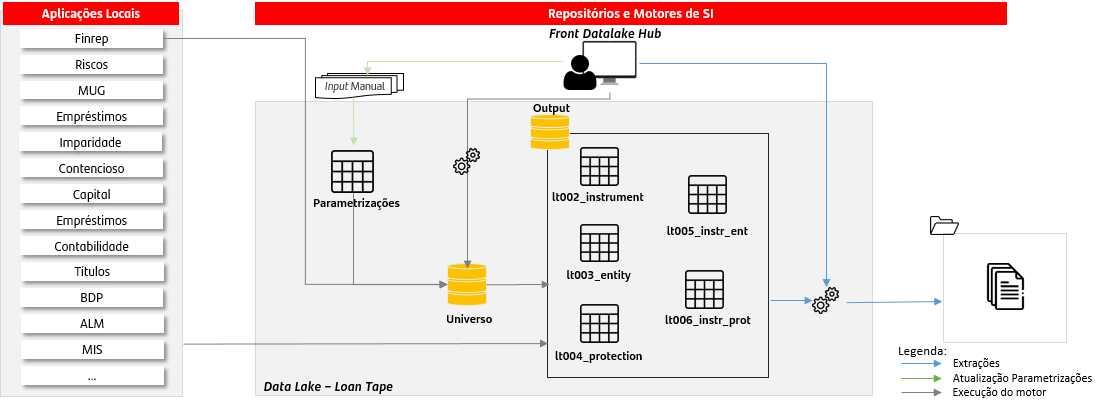 Aplicações Locais
Finrep
Riscos
MUG
Empréstimos
Imparidade
Contencioso
Capital
Empréstimos
Contabilidade
Títulos
BDP
ALM
MIS
...
Repositórios e Motores de SI
Front Datalake Hub
Input Manual
Output
Parametrizações
lt002_instrument
lt005_instr_ent
lt003_entity
Universo
lt006_instr_prot
lt004_protection
Data Lake – Loan Tape
Legenda:
Extrações
Atualização Parametrizações
Execução do motor